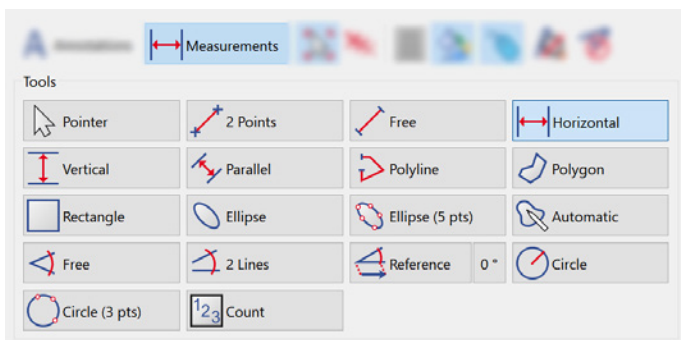 Measurements
Tools
Pointer 2 Points Free Horizontal
Vertical Parallel Polyline Polygon
Rectangle Ellipse Ellipse (5 pts) Automatic
Free 2 Lines Reference 0 ° Circle
Circle (3 pts) 123 Count